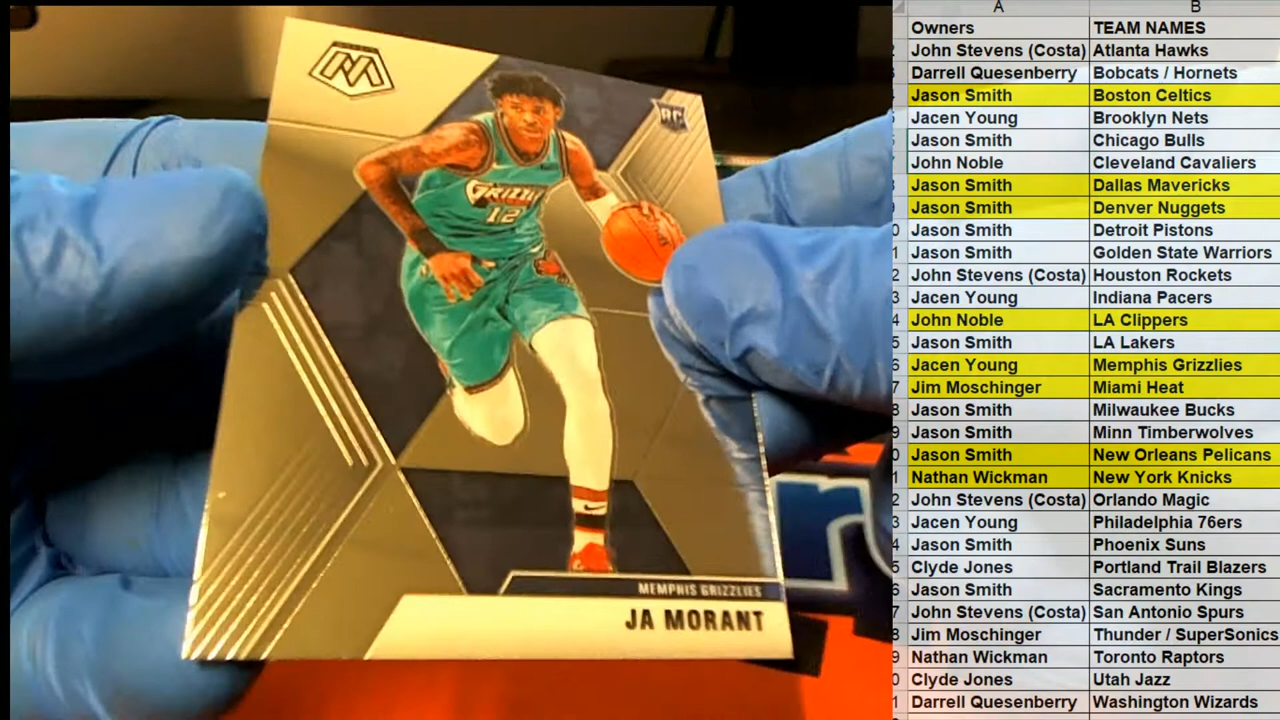 RC
GRIZZL
12
MEMPHIS GRIZZLIES
JA MORANT
A B
Owners TEAM NAMES
John Stevens (Costa) Atlanta Hawks
Darrell Quesenberry Bobcats / Hornets
Jason Smith Boston Celtics
Jacen Young Brooklyn Nets
Jason Smith Chicago Bulls
John Noble Cleveland Cavaliers
Jason Smith Dallas Mavericks
Jason Smith Denver Nuggets
Jason Smith Detroit Pistons
Jason Smith Golden State Warriors
John Stevens (Costa) Houston Rockets
Jacen Young Indiana Pacers
John Noble LA Clippers
Jason Smith LA Lakers
Jacen Young Memphis Grizzlies
Jim Moschinger Miami Heat
Jason Smith Milwaukee Bucks
Jason Smith Minn Timberwolves
Jason Smith New Orleans Pelicans
Nathan Wickman New York Knicks
John Stevens (Costa) Orlando Magic
Jacen Young Philadelphia 76ers
Jason Smith Phoenix Suns
Clyde Jones Portland Trail Blazers
Jason Smith Sacramento Kings
John Stevens (Costa) San Antonio Spurs
Jim Moschinger Thunder / SuperSonics
Nathan Wickman Toronto Raptors
Clyde Jones Utah Jazz
Darrell Quesenberry Washington Wizards